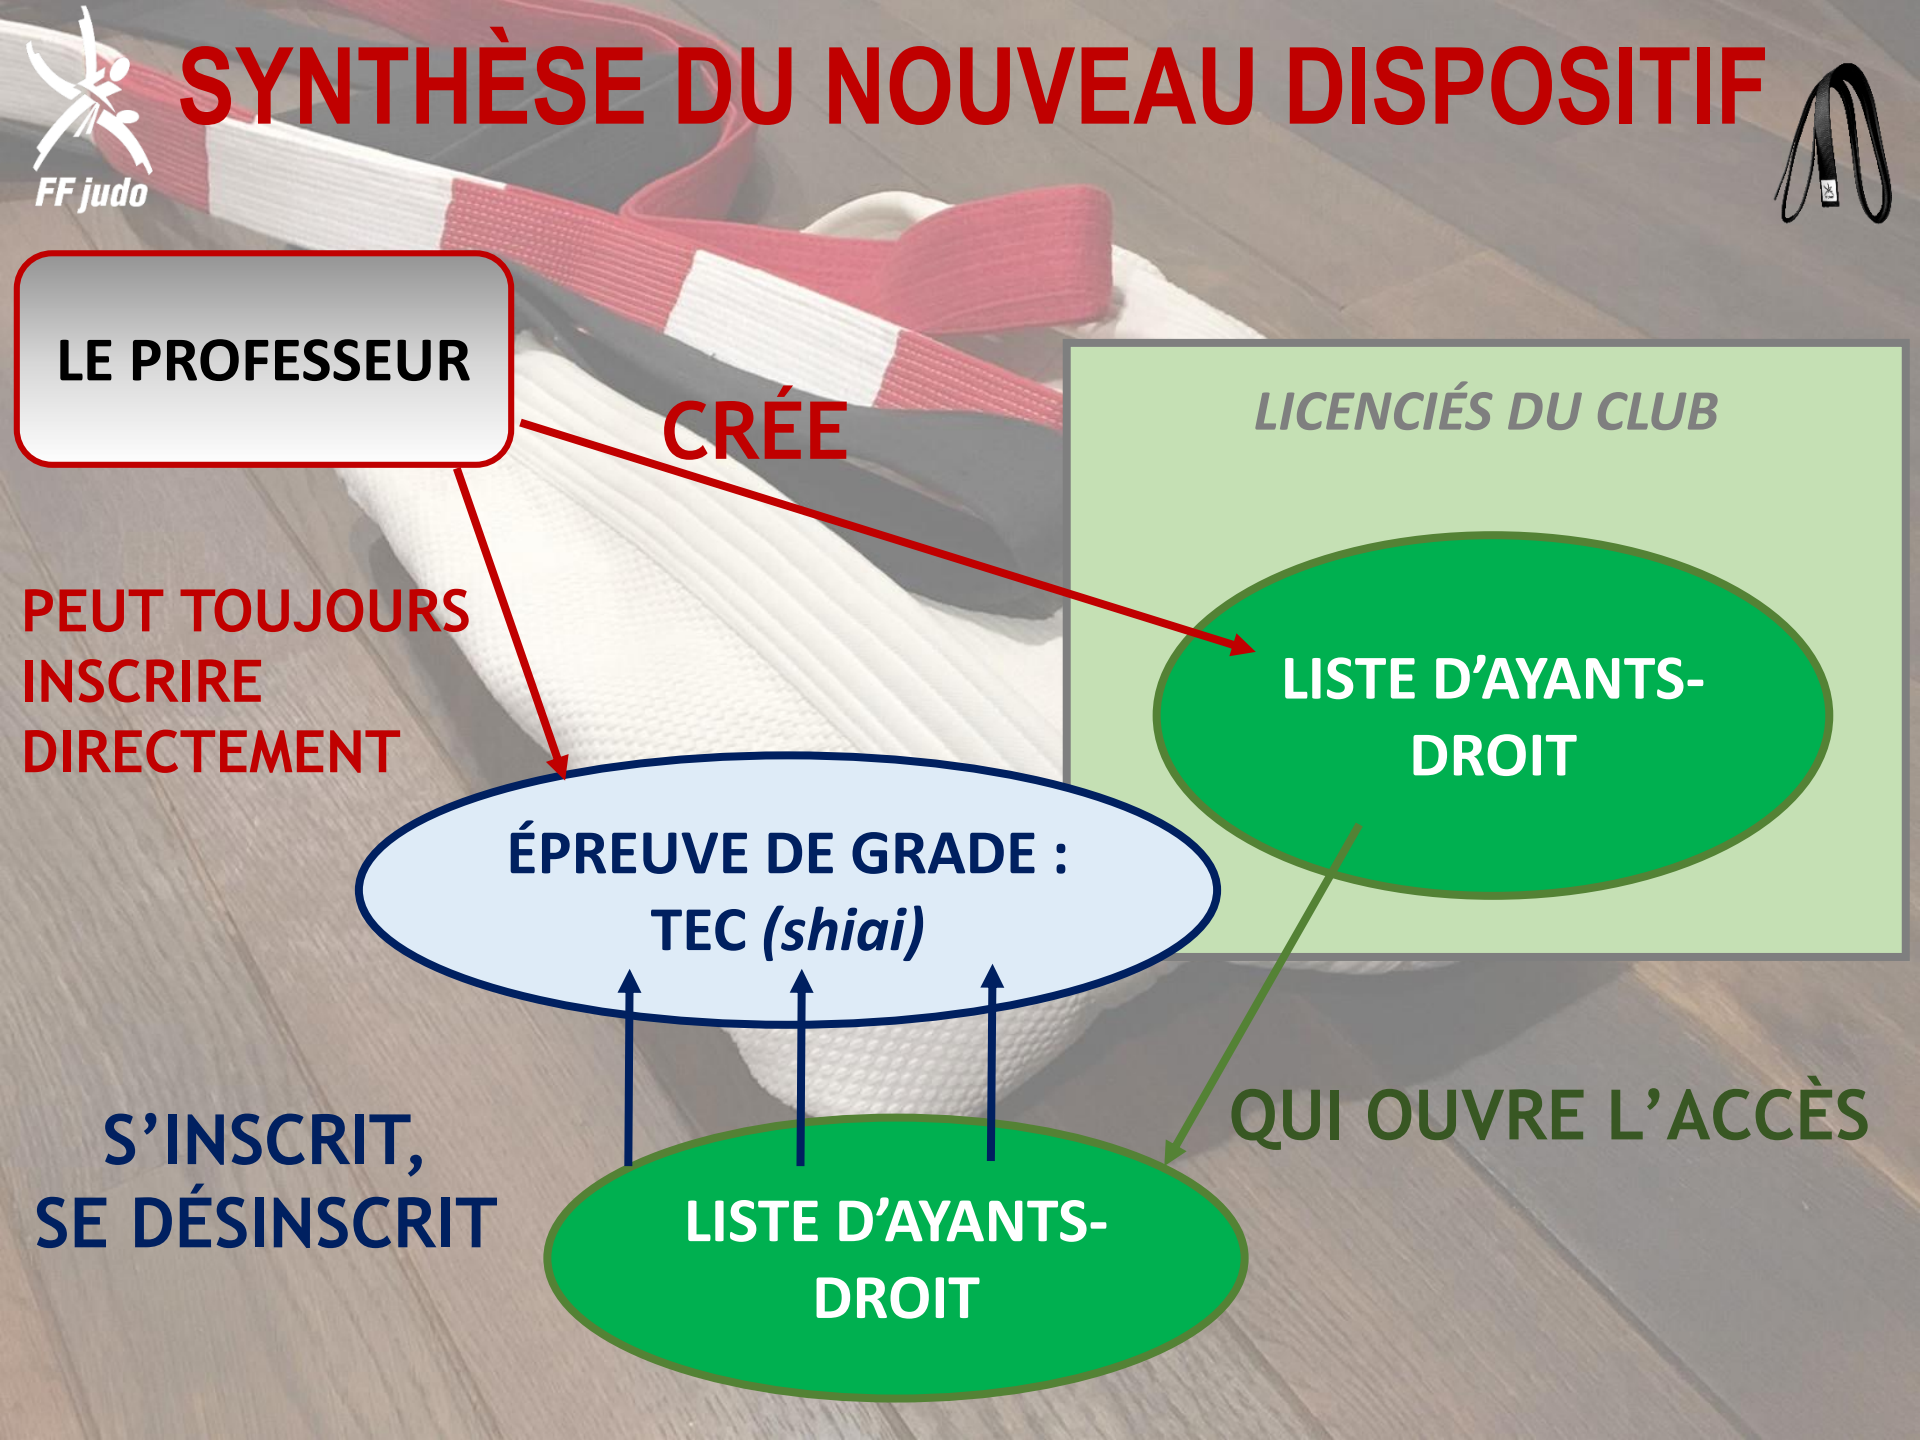 SYNTHÈSE DU NOUVEAU DISPOSITIF
FF judo
LE PROFESSEUR
CRÉE
LICENCIÉS DU CLUB
PEUT TOUJOURS
INSCRIRE
DIRECTEMENT
LISTE D’AYANTS-
DROIT
ÉPREUVE DE GRADE :
TEC (shiai)
QUI OUVRE L’ACCÈS
S’INSCRIT,
SE DÉSINSCRIT
LISTE D’AYANTS-
DROIT